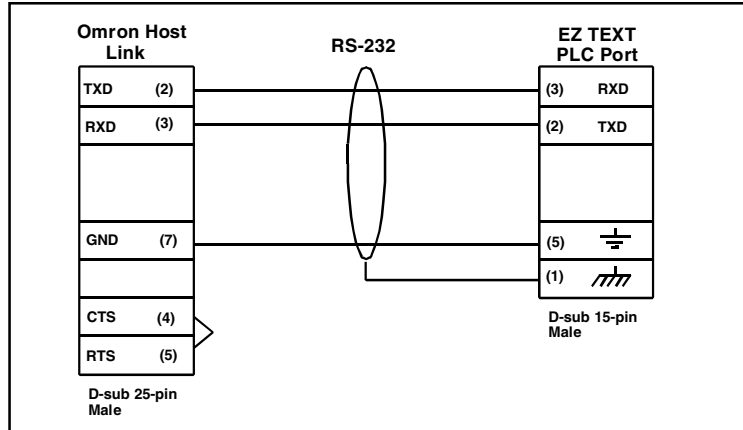 Omron Host
Link
RS-232
EZ TEXT
PLC Port
TXD (2)
(3) RXD
RXD (3)
(2) TXD
GND (7)
(5)
(1)
CTS (4)
RTS (5)
D-sub 15-pin
Male
D-sub 25-pin
Male